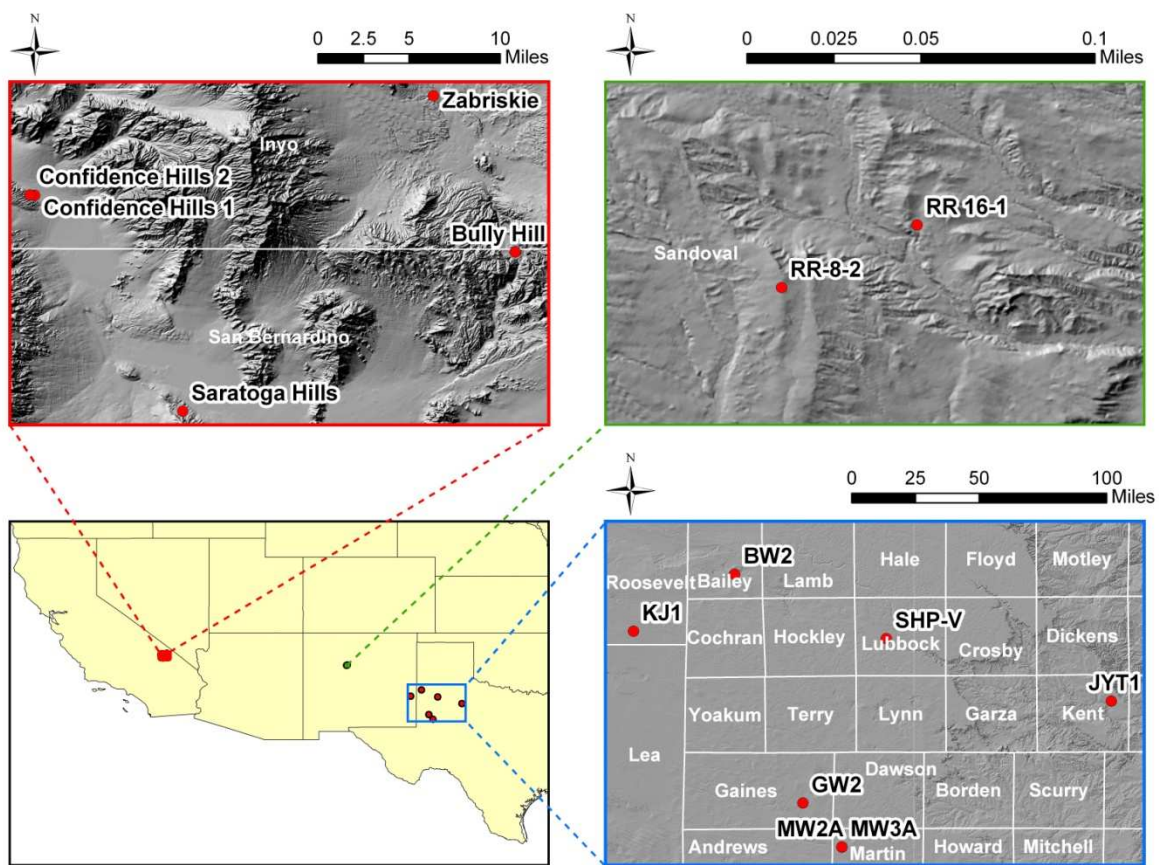 N
0 2.5 5 10
Miles
Zabriskie
Inyo
Confidence Hills 2
Confidence Hills 1
Bully Hill
San Bernardino
Saratoga Hills
N
0 0.025 0.05 0.1
Miles
RR 16-1
Sandoval
RR-8-2
N
0 25 50 100
Miles
BW2
Hale Floyd Motley
Roosevelt Bailey Lamb
KJ1
SHP-V
Cochran Hockley Lubbock Crosby Dickens
JYT1
Yoakum Terry Lynn Garza Kent
Lea
Dawson
Gaines GW2 Borden Scurry
MW2A MW3A
Andrews Martin Howard Mitchell